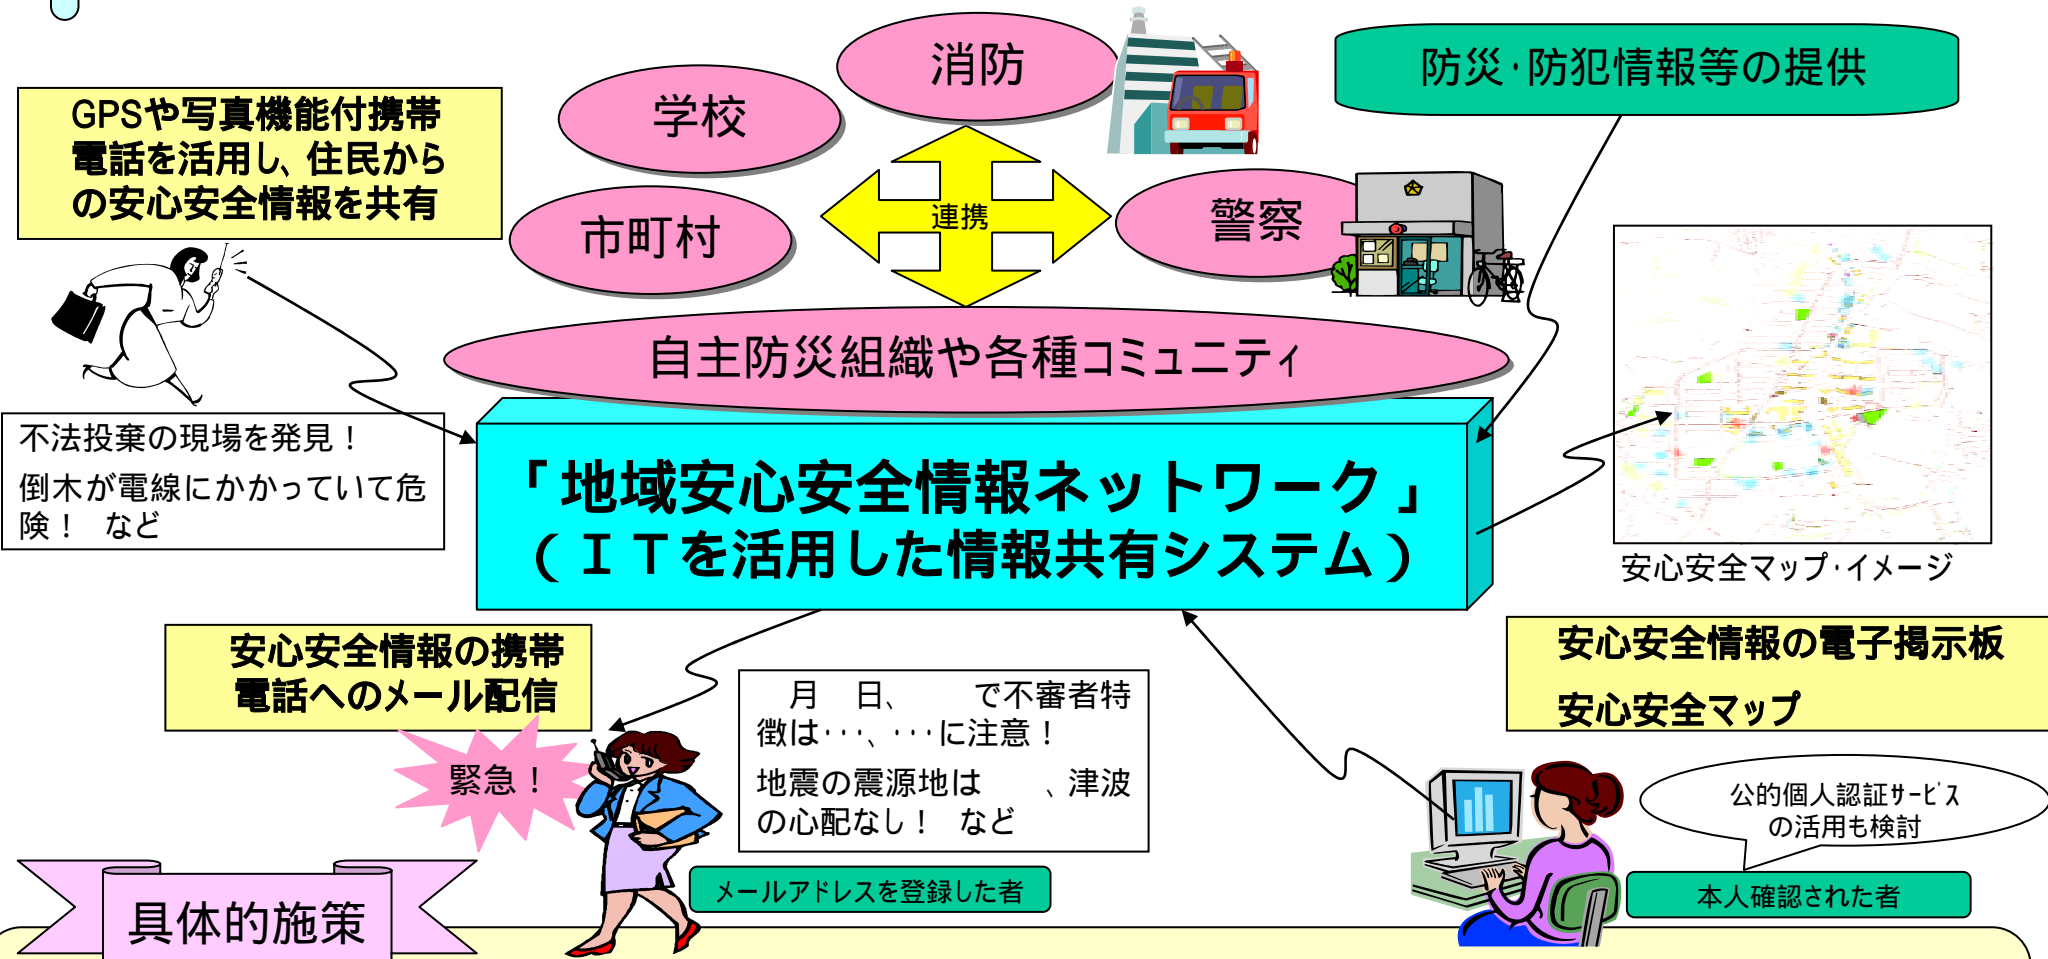 消防
防災・防犯情報等の提供
学校
GPSや写真機能付携帯
電話を活用し、住民から
の安心安全情報を共有
市町村
連携
警察
自主防災組織や各種コミュニティ
不法投棄の現場を発見！
倒木が電線にかかっていて危
険！　など
「地域安心安全情報ネットワーク」
（ＩＴを活用した情報共有システム）
安心安全マップ・イメージ
安心安全情報の携帯
電話へのメール配信
緊急！
月　日、　　で不審者特
徴は・・・、・・・に注意！
地震の震源地は　　、津波
の心配なし！　など
メールアドレスを登録した者
安心安全情報の電子掲示板
安心安全マップ
公的個人認証ｻｰﾋﾞｽ
の活用も検討
本人確認された者
具体的施策